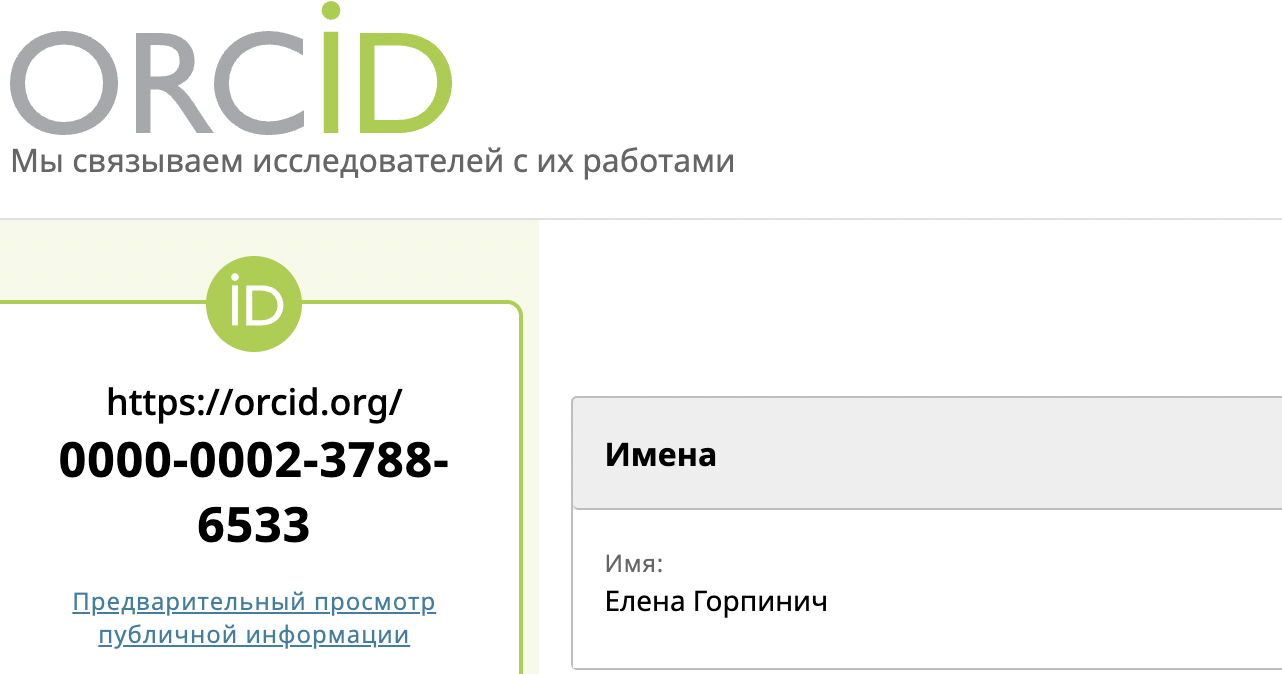 ORCiD
Мы связываем исследователей с их работами
iD
https://orcid.org/
0000-0002-3788-
6533
Предварительный просмотр
публичной информации
Имена
Имя:
Елена Горпинич